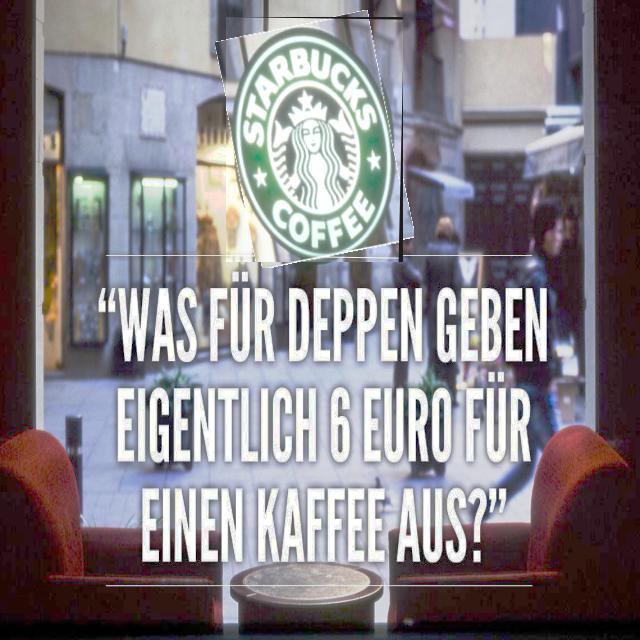 STARBUCKS
COFFEE
“WAS FÜR DEPPEN GEBEN
EIGENTLICH 6 EURO FÜR
EINEN KAFFEE AUS?”